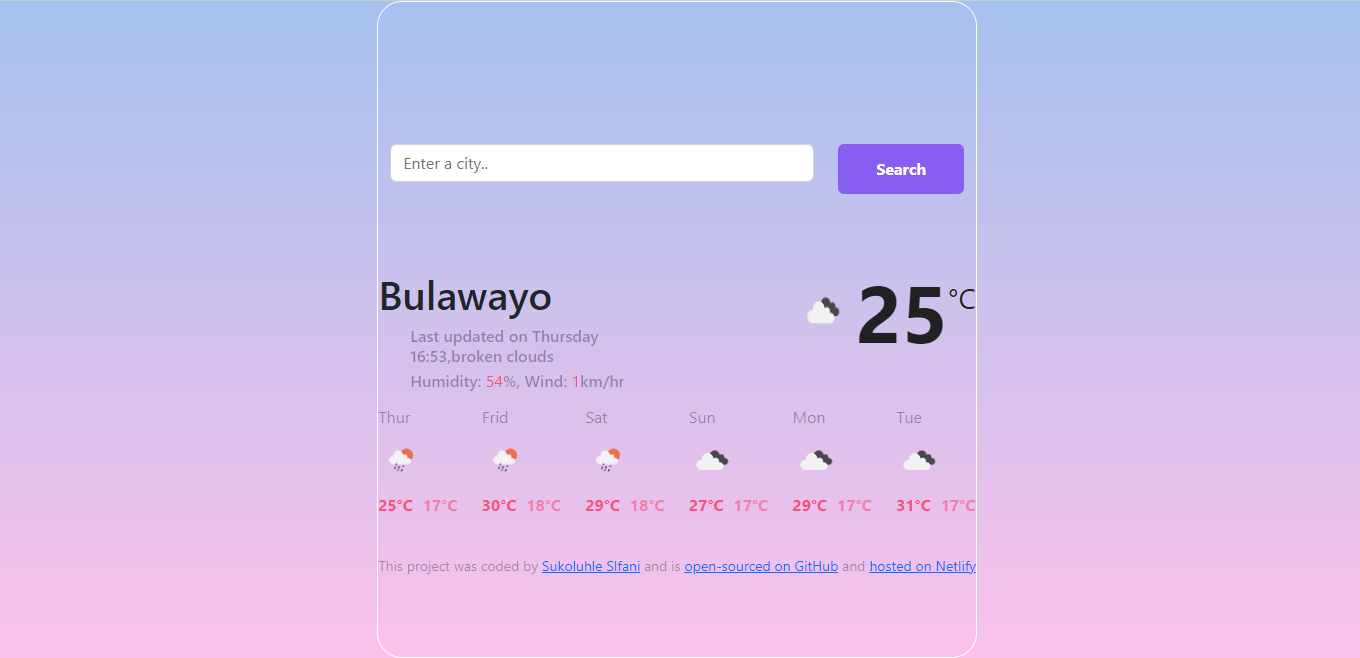 Enter a city..
Search
Bulawayo
25°C
Last updated on Thursday
16:53,broken clouds
Humidity: 54%, Wind: 1km/hr
Thur Frid Sat Sun Mon Tue
25°C 17°C 30°C 18°C 29°C 18°C 27°C 17°C 29°C 17°C 31°C 17°C
This project was coded by Sukoluhle SIfani and is open-sourced on GitHub and hosted on Netlify